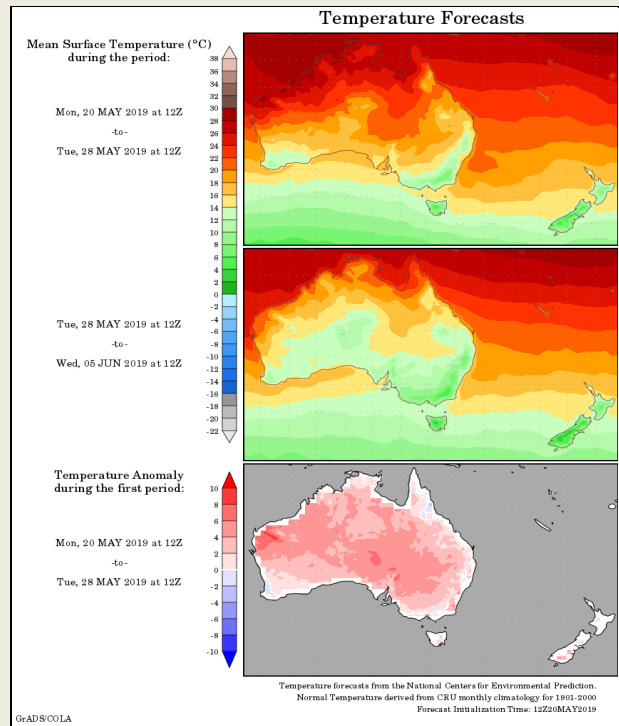 Temperature Forecasts
Mean Surface Temperature (°C)
during the period:
Mon, 20 MAY 2019 at 12Z
-to-
Tue, 28 MAY 2019 at 12Z
38
36
34
32
30
28
26
24
22
20
18
16
14
12
10
8
6
4
2
0
-2
-4
-6
-8
-10
-12
-14
-16
-17
-18
-20
-22
Tue, 28 MAY 2019 at 12Z
-to-
Wed, 05 JUN 2019 at 12Z
Temperature Anomaly
during the first period:
Mon, 20 MAY 2019 at 12Z
-to-
Tue, 28 MAY 2019 at 12Z
10
8
6
4
2
0
-2
-4
-6
-8
-10
Temperature forecasts from the National Centers for Environmental Prediction.
Normal Temperature derived from CRU monthly climatology for 1901-2000
Forecast Initialization Time: 12Z20MAY2019
GrADS/COLA